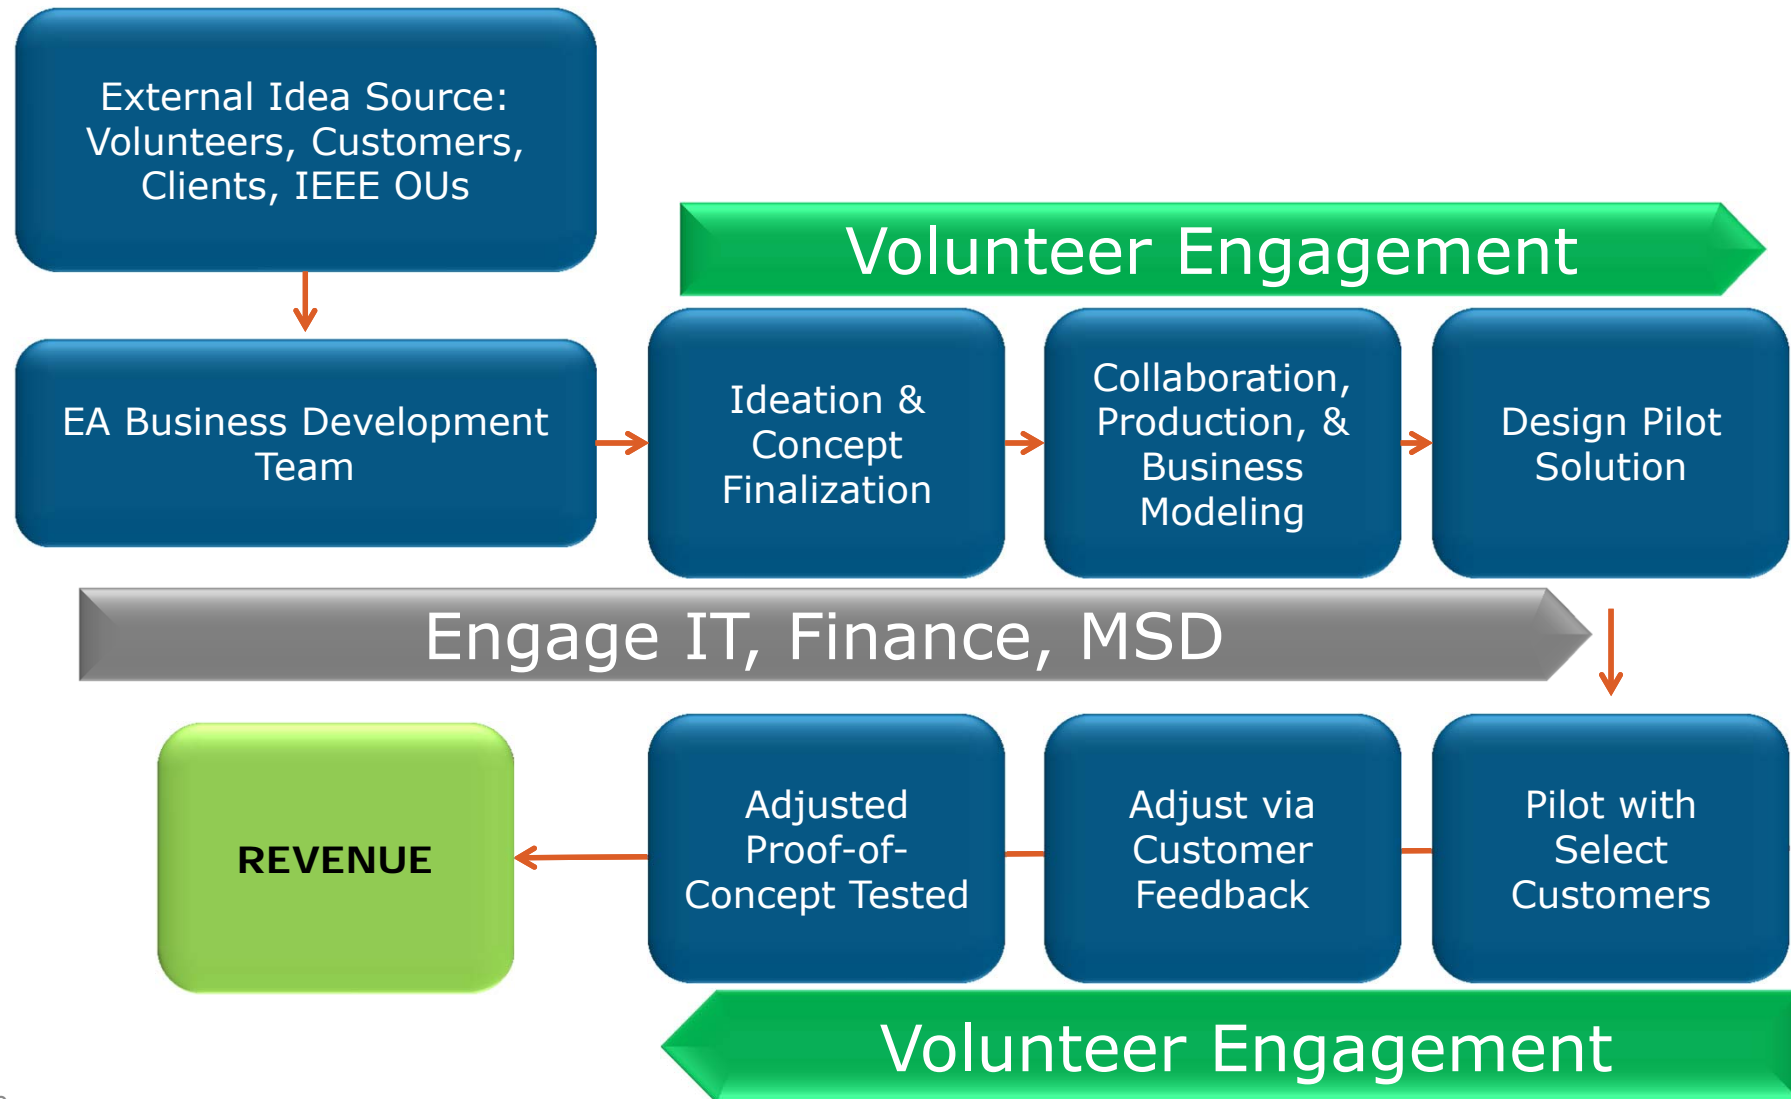 External Idea Source:
Volunteers, Customers,
Clients, IEEE OUs
Volunteer Engagement
EA Business Development
Team
Ideation &
Concept
Finalization
Collaboration,
Production, &
Business
Modeling
Design Pilot
Solution
Engage IT, Finance, MSD
REVENUE
Adjusted
Proof-of-
Concept Tested
Adjust via
Customer
Feedback
Pilot with
Select
Customers
Volunteer Engagement